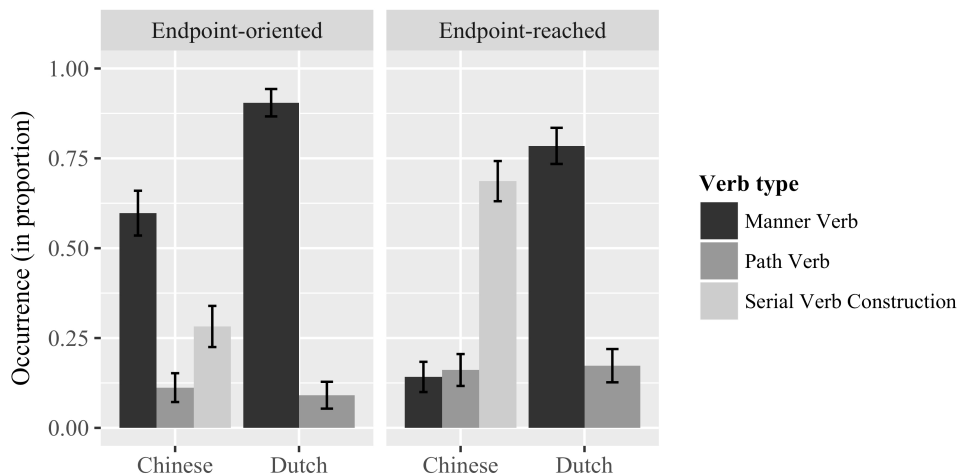 Endpoint-oriented
Endpoint-reached
Occurrence (in proportion)
1.00
0.75
0.50
0.25
0.00
Chinese
Dutch
Chinese
Dutch
Verb type
Manner Verb
Path Verb
Serial Verb Construction